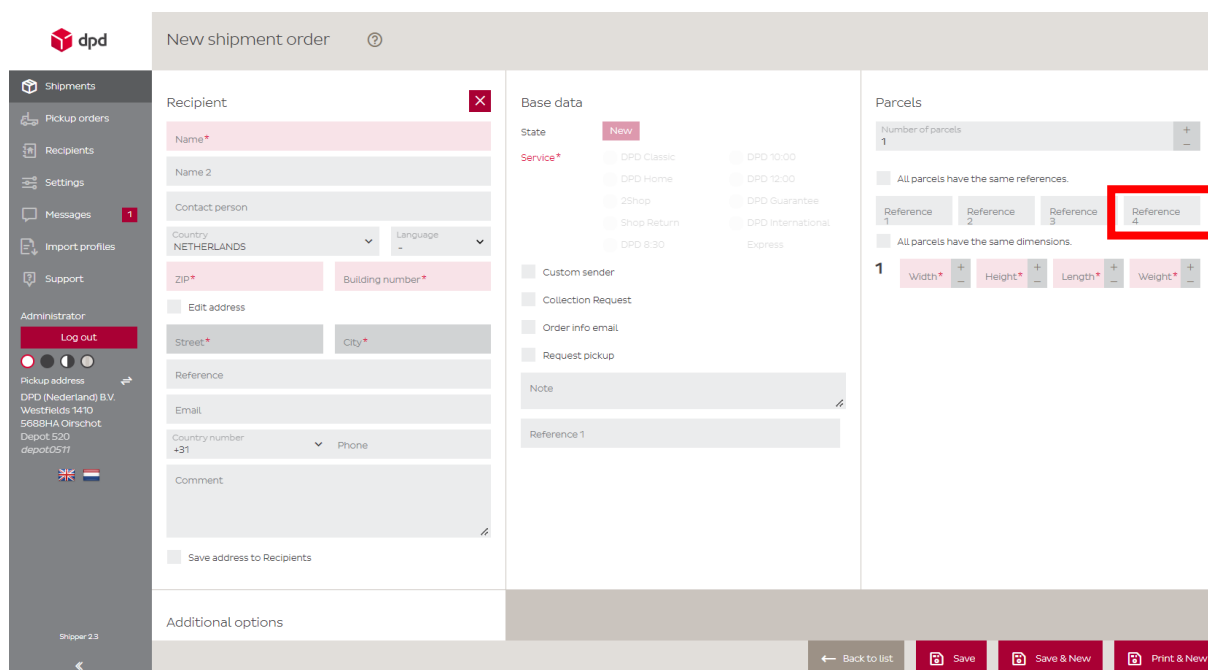 dpd
New shipment order
?
Shipments
Pickup orders
Recipients
Settings
Messages 1
Import profiles
Support
Administrator
Log out
Pickup address
DPD (Nederland) B.V.
Westfields 1410
5688HA Oirschot
Depot 520
depot0511
Shipper 2.3
Recipient
Name*
Name 2
Contact person
Country
NETHERLANDS
Language
-
ZIP*
Building number*
Edit address
Street*
City*
Reference
Email
Country number
+31
Phone
Comment
Save address to Recipients
Additional options
Base data
State New
Service*
DPD Classic
DPD Home
2Shop
Shop Return
DPD 8:30
DPD 10:00
DPD 12:00
DPD Guarantee
DPD International
Express
Custom sender
Collection Request
Order info email
Request pickup
Note
Reference 1
Parcels
Number of parcels
1
+
-
All parcels have the same references.
Reference
1
Reference
2
Reference
3
Reference
4
All parcels have the same dimensions.
1
Width* + -
Height* + -
Length* + -
Weight* + -
← Back to list
Save
Save & New
Print & New